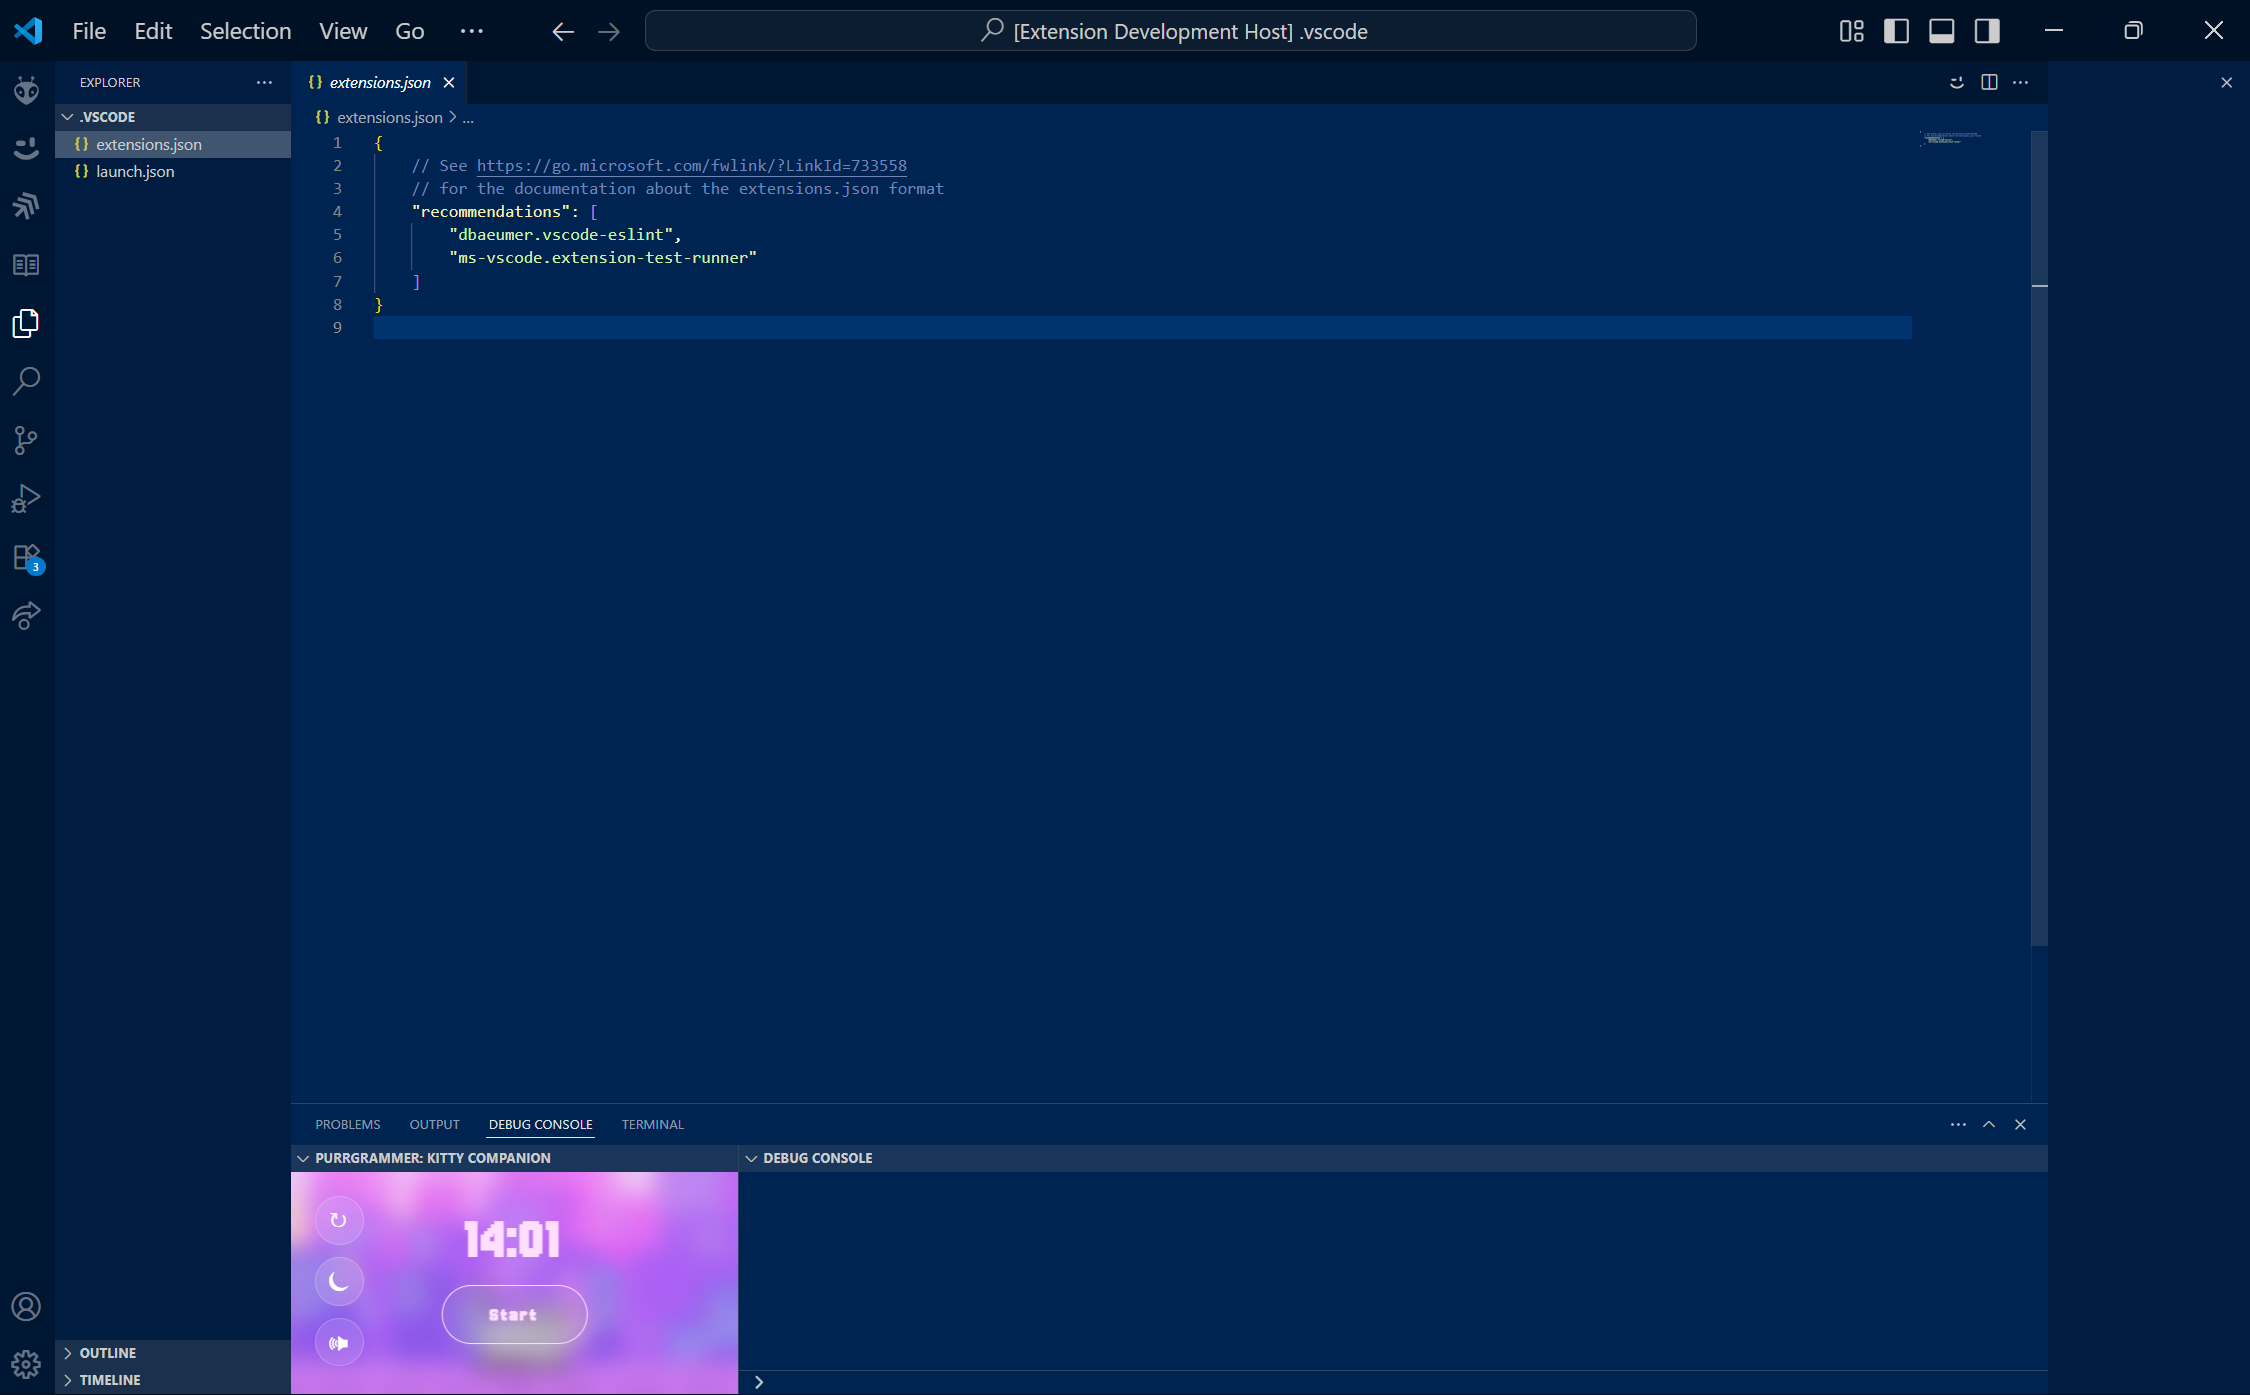 File Edit Selection View Go ···
[Extension Development Host] .vscode
EXPLORER
.VSCODE
{} extensions.json
{} launch.json
3
OUTLINE
TIMELINE
{} extensions.json
{} extensions.json > ...
1 {
2 // See https://go.microsoft.com/fwlink/?LinkId=733558
3 // for the documentation about the extensions.json format
4 "recommendations": [
5 "dbaeumer.vscode-eslint",
6 "ms-vscode.extension-test-runner"
7 ]
8 }
9
PROBLEMS OUTPUT DEBUG CONSOLE TERMINAL
PURRGRAMMER: KITTY COMPANION
14:01
Start
DEBUG CONSOLE